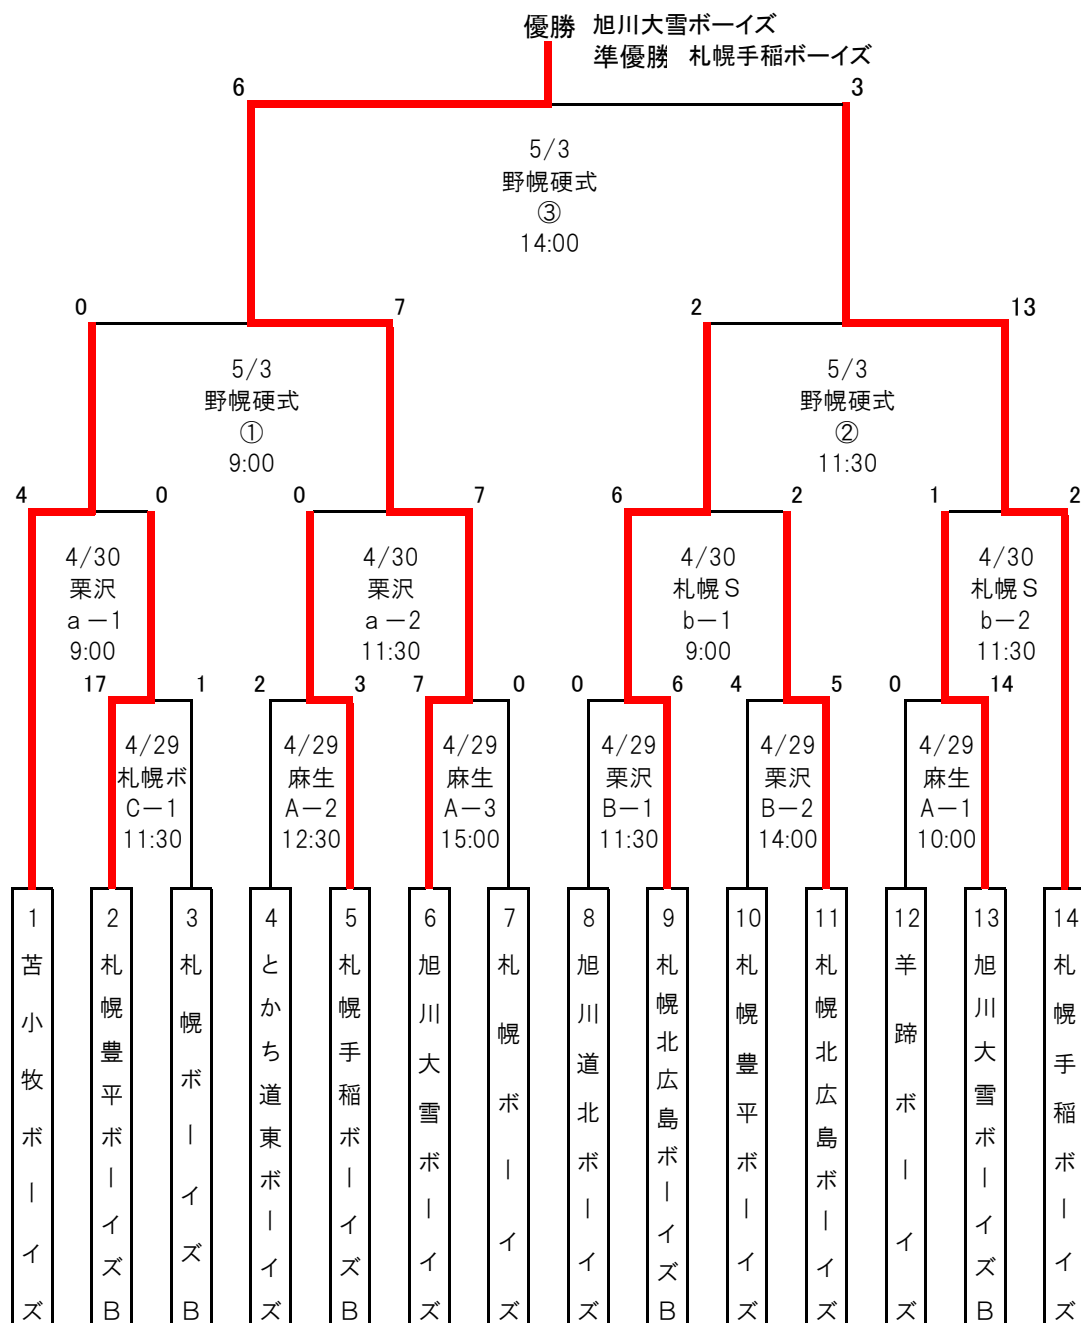 優勝 旭川大雪ボーイズ
準優勝 札幌手稲ボーイズ
6 3
5/3
野幌硬式
③
14:00
0 7 2 13
5/3
野幌硬式
①
9:00
5/3
野幌硬式
②
11:30
4 0 0 7 6 2 1 2
4/30
栗沢
a-1
9:00
4/30
栗沢
a-2
11:30
4/30
札幌S
b-1
9:00
4/30
札幌S
b-2
11:30
17 1 2 3 7 0 0 6 4 5 0 14
4/29
札幌ボ
C-1
11:30
4/29
麻生
A-2
12:30
4/29
麻生
A-3
15:00
4/29
栗沢
B-1
11:30
4/29
栗沢
B-2
14:00
4/29
麻生
A-1
10:00
1 苫小牧ボーイズ
2 札幌豊平ボーイズB
3 札幌ボーイズB
4 とかち道東ボーイズ
5 札幌手稲ボーイズB
6 旭川大雪ボーイズ
7 札幌ボーイズ
8 旭川道北ボーイズ
9 札幌北広島ボーイズB
10 札幌豊平ボーイズ
11 札幌北広島ボーイズ
12 羊蹄ボーイズ
13 旭川大雪ボーイズB
14 札幌手稲ボーイズ